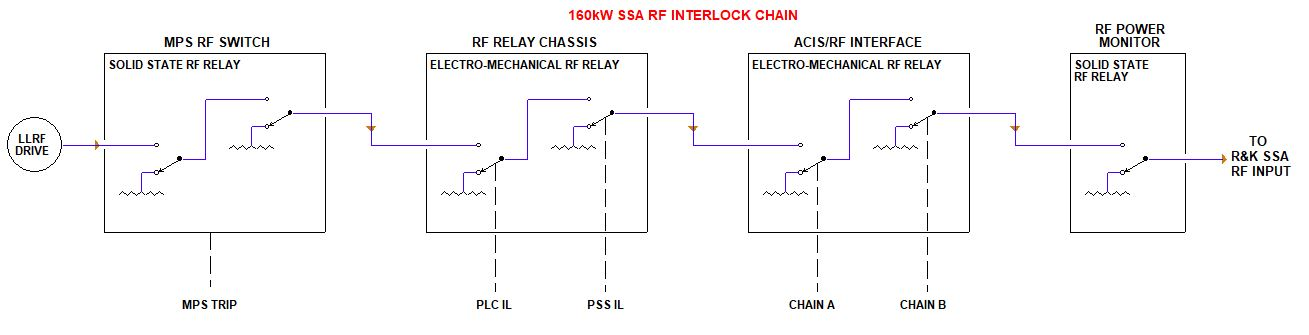 160kW SSA RF INTERLOCK CHAIN
MPS RF SWITCH
SOLID STATE RF RELAY
LLRF
DRIVE
MPS TRIP
RF RELAY CHASSIS
ELECTRO-MECHANICAL RF RELAY
PLC IL
PSS IL
ACIS/RF INTERFACE
ELECTRO-MECHANICAL RF RELAY
CHAIN A
CHAIN B
RF POWER
MONITOR
SOLID STATE
RF RELAY
TO
R&K SSA
RF INPUT